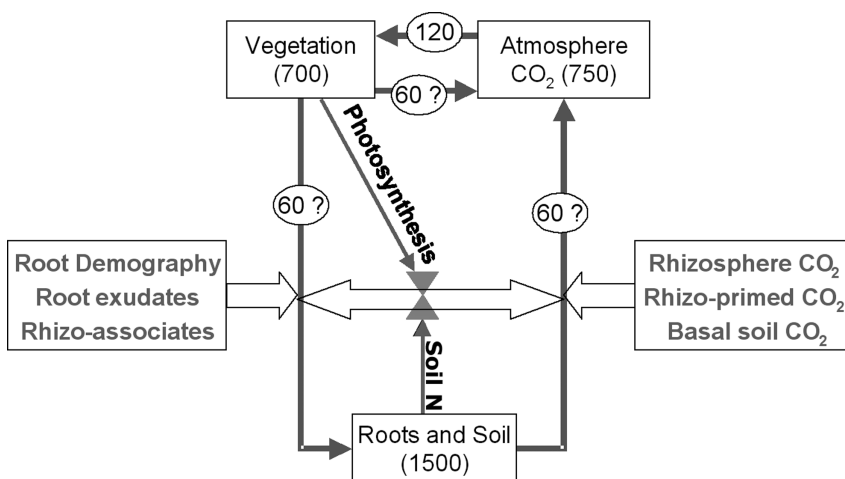 Vegetation
(700)
120
Atmosphere
CO₂ (750)
60 ?
Photosynthesis
60 ?
60 ?
Root Demography
Root exudates
Rhizo-associates
Rhizosphere CO₂
Rhizo-primed CO₂
Basal soil CO₂
Soil N
Roots and Soil
(1500)